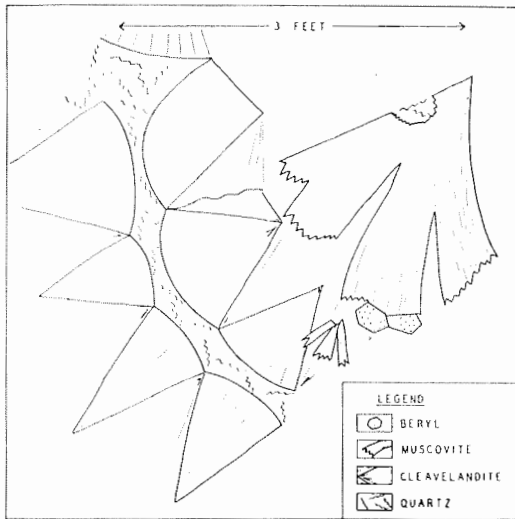 3 FEET
LEGEND
BERYL
MUSCOVITE
CLEAVELANDITE
QUARTZ